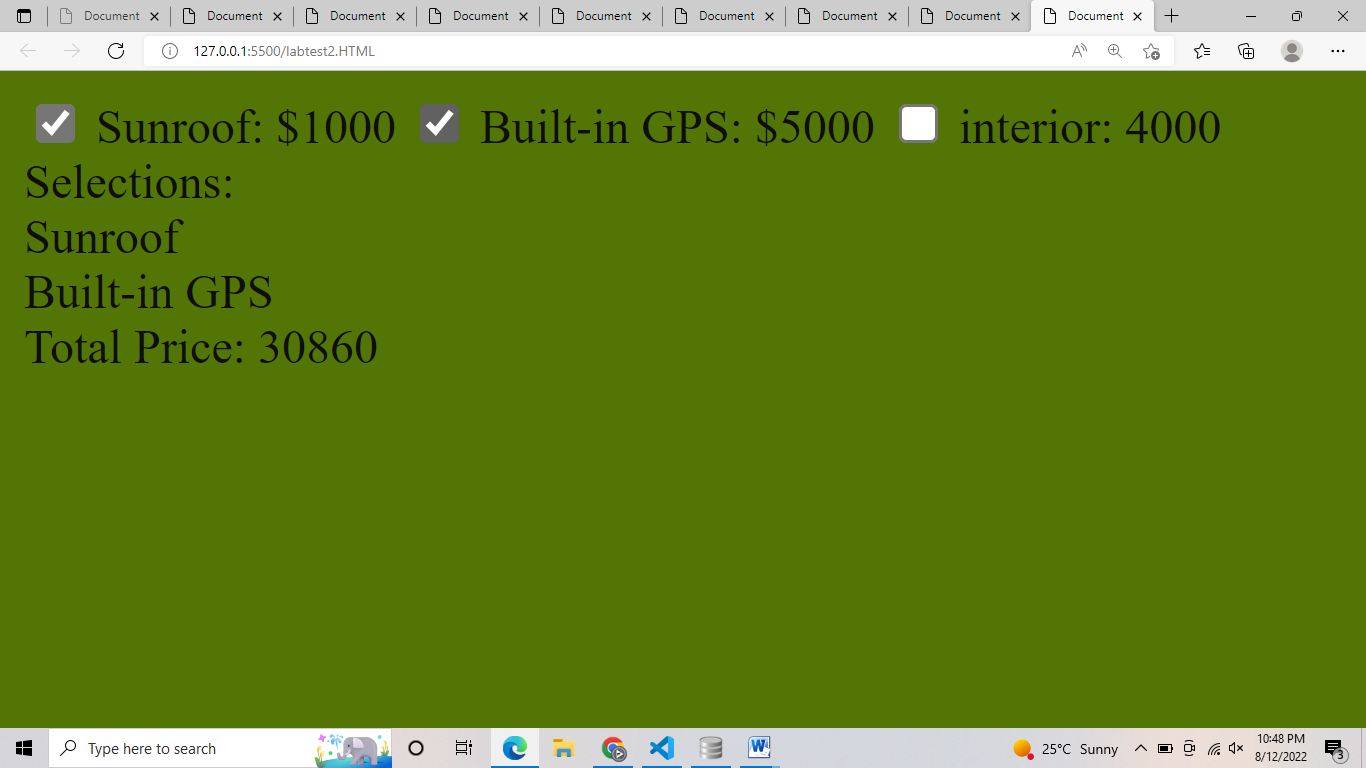 Document Document Document Document Document Document Document Document Document
127.0.0.1:5500/labtest2.HTML
Sunroof: $1000 Built-in GPS: $5000 interior: 4000
Selections:
Sunroof
Built-in GPS
Total Price: 30860
Type here to search
25°C Sunny
10:48 PM
8/12/2022
3